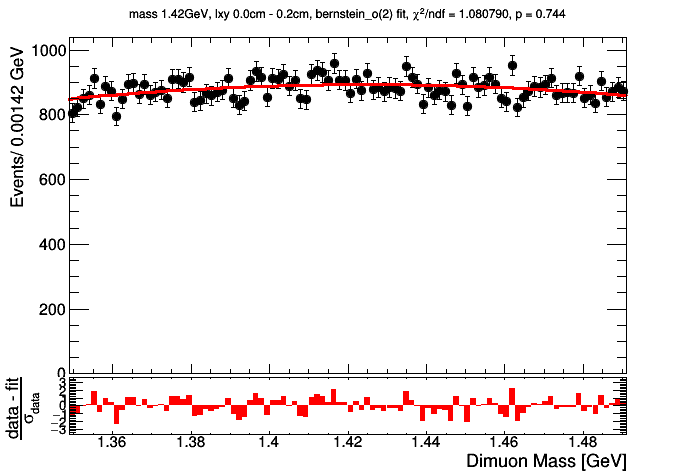 mass 1.42GeV, lxy 0.0cm - 0.2cm, bernstein_o(2) fit, χ²/ndf = 1.080790, p = 0.744
Events/ 0.00142 GeV
1000
800
600
400
200
0
data - fit
σdata
3
2
1
0
−1
−2
−3
1.36 1.38 1.4 1.42 1.44 1.46 1.48
Dimuon Mass [GeV]